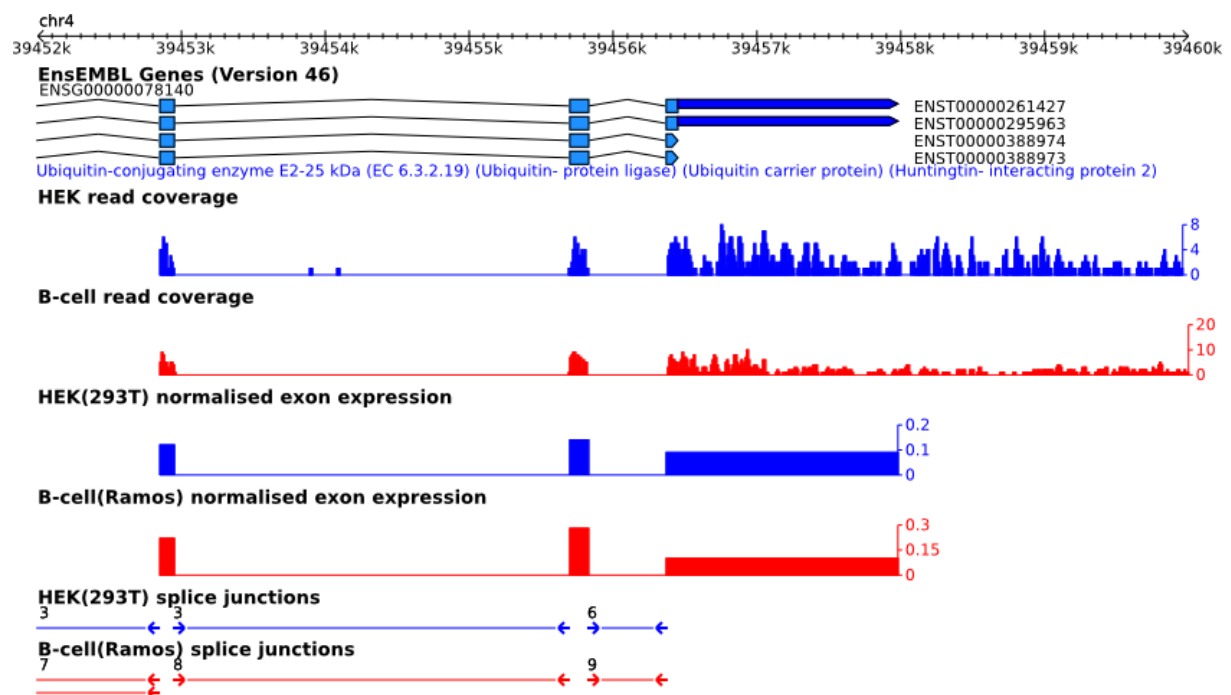 chr4
39452k 39453k 39454k 39455k 39456k 39457k 39458k 39459k 39460k
EnsEMBL Genes (Version 46)
ENSG00000078140
ENST00000261427
ENST00000295963
ENST00000388974
ENST00000388973
Ubiquitin-conjugating enzyme E2-25 kDa (EC 6.3.2.19) (Ubiquitin- protein ligase) (Ubiquitin carrier protein) (Huntingtin- interacting protein 2)
HEK read coverage
8
4
0
B-cell read coverage
20
10
0
HEK(293T) normalised exon expression
0.2
0.1
0
B-cell(Ramos) normalised exon expression
0.3
0.15
0
HEK(293T) splice junctions
3 3 6
B-cell(Ramos) splice junctions
7 8 9